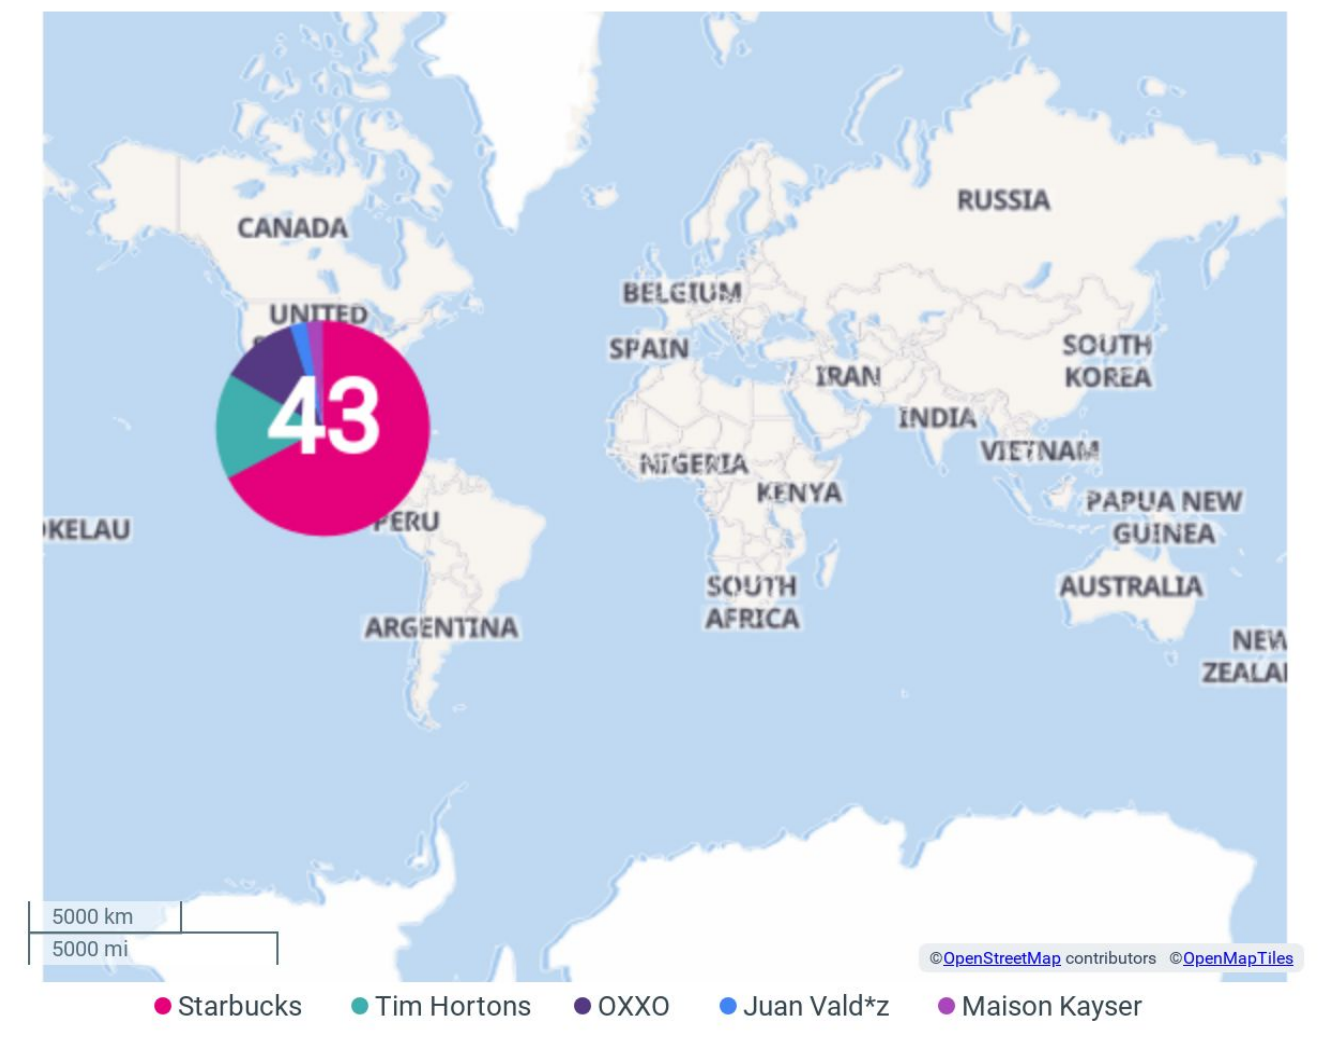 RUSSIA
CANADA
BELGIUM
UNITED
SPAIN
SOUTH
KOREA
IRAN
INDIA
43
VIETNAM
NIGERIA
KENYA
PAPUA NEW
GUINEA
PERU
OKELAU
SOUTH
AFRICA
AUSTRALIA
ARGENTINA
NEW
ZEALA
5000 km
5000 mi
©OpenStreetMap contributors ©OpenMapTiles
Starbucks Tim Hortons OXXO Juan Vald*z Maison Kayser